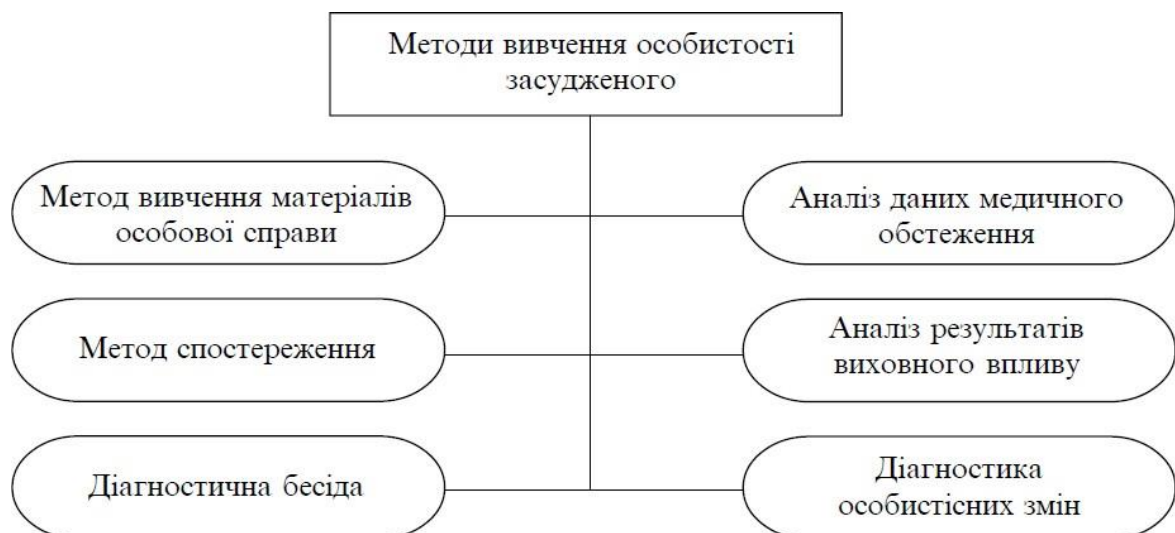 Методи вивчення особистості
засудженого
Метод вивчення матеріалів
особової справи
Аналіз даних медичного
обстеження
Метод спостереження
Аналіз результатів
виховного впливу
Діагностична бесіда
Діагностика
особистісних змін